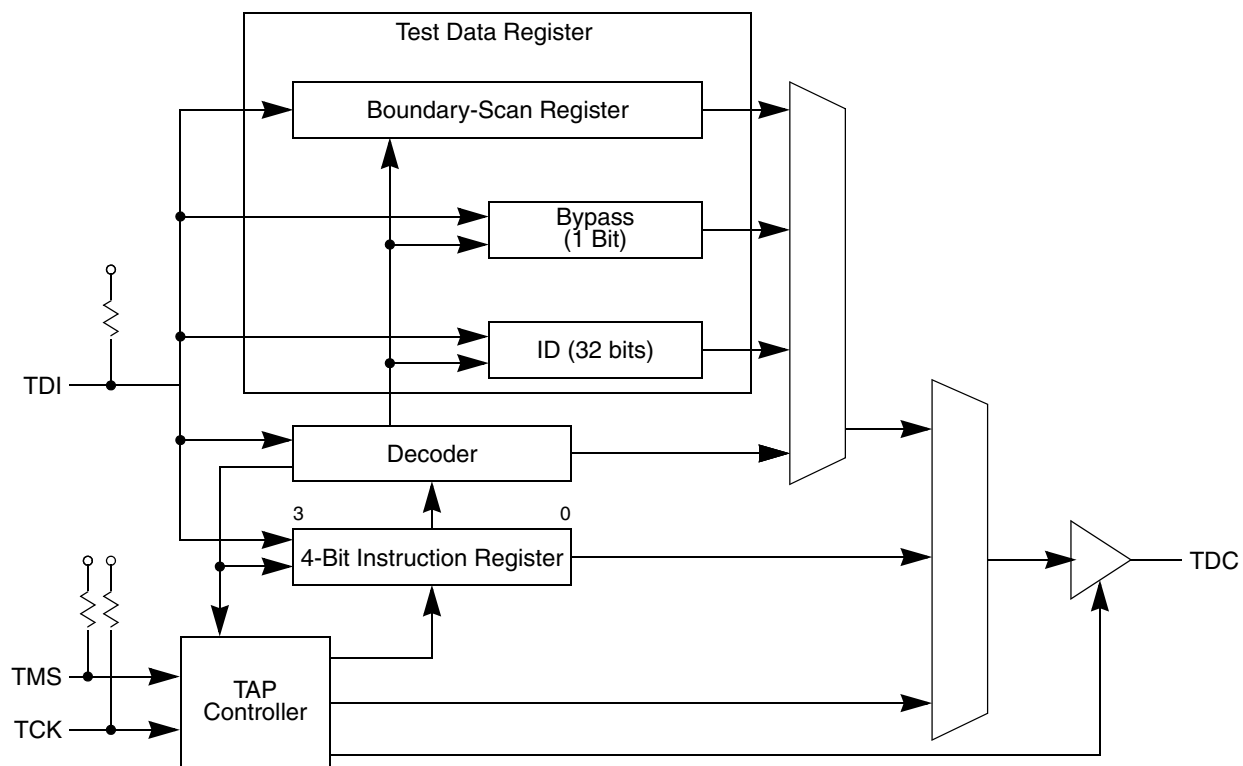 Test Data Register
Boundary-Scan Register
Bypass
(1 Bit)
ID (32 bits)
TDI
Decoder
3
0
4-Bit Instruction Register
TDC
TMS
TAP
Controller
TCK